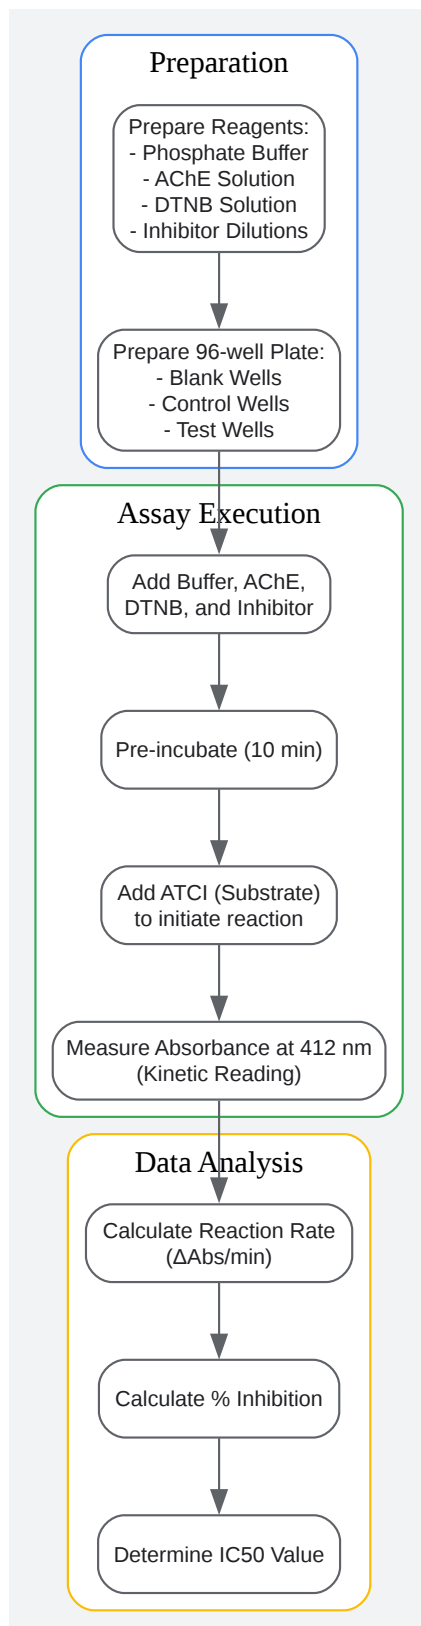 Preparation
Prepare Reagents:
- Phosphate Buffer
- AChE Solution
- DTNB Solution
- Inhibitor Dilutions
Prepare 96-well Plate:
- Blank Wells
- Control Wells
- Test Wells
Assay Execution
Add Buffer, AChE,
DTNB, and Inhibitor
Pre-incubate (10 min)
Add ATCI (Substrate)
to initiate reaction
Measure Absorbance at 412 nm
(Kinetic Reading)
Data Analysis
Calculate Reaction Rate
(ΔAbs/min)
Calculate % Inhibition
Determine IC50 Value